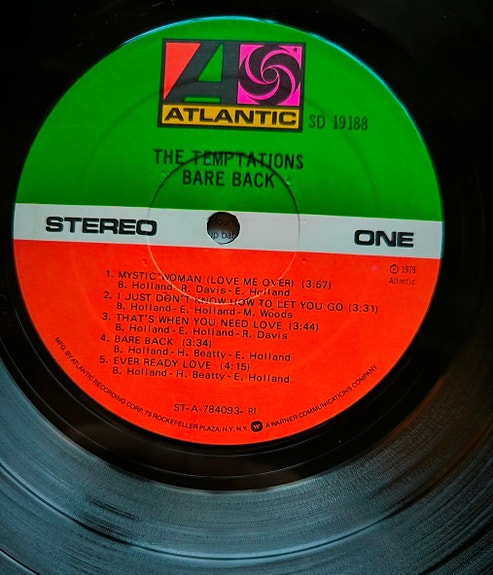 ATLANTIC
SD 19188
THE TEMPTATIONS
BARE BACK
STEREO
ONE
℗ 1978
Atlantic
1. MYSTIC WOMAN (LOVE ME OVER) (3:57)
B. Holland-R. Davis-E. Holland
2. I JUST DON'T KNOW HOW TO LET YOU GO (3:31)
B. Holland-E. Holland-M. Woods
3. THAT'S WHEN YOU NEED LOVE (3:44)
B. Holland-E. Holland-R. Davis
4. BARE BACK (3:34)
B. Holland-H. Beatty-E. Holland
5. EVER READY LOVE (4:15)
B. Holland-H. Beatty-E. Holland
ST-A-784093-RI
MFG BY ATLANTIC RECORDING CORP. 75 ROCKEFELLER PLAZA, N.Y. N.Y. A WARNER COMMUNICATIONS COMPANY